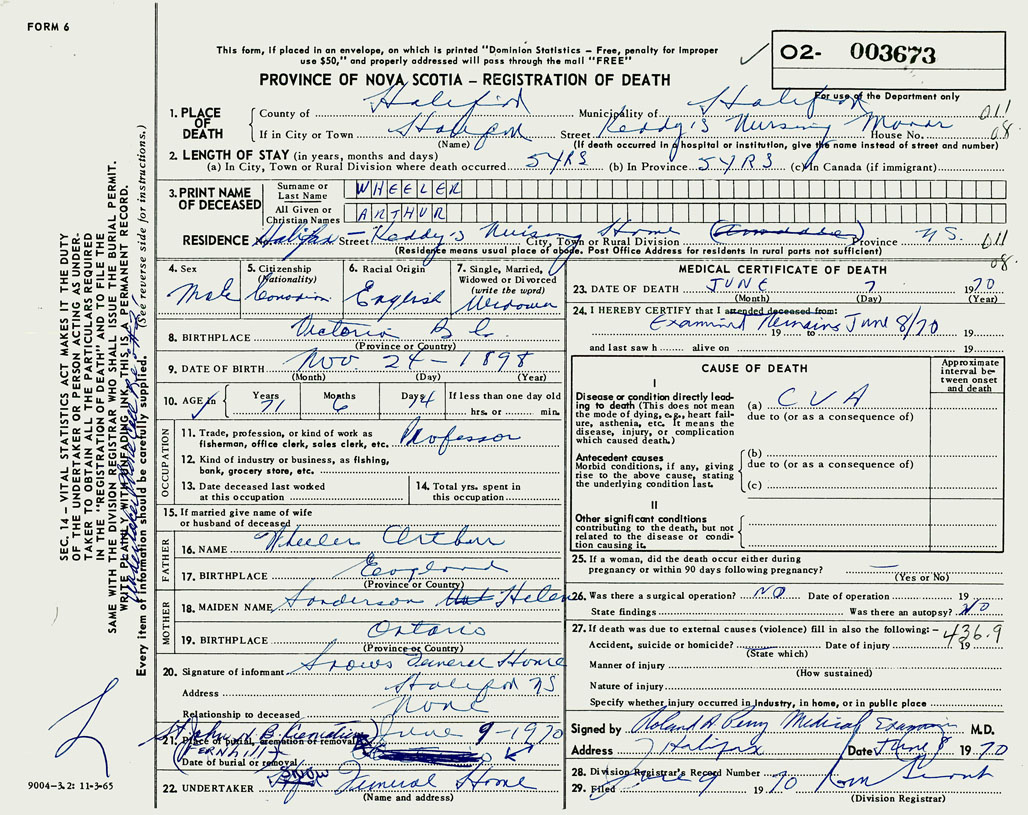 FORM 6
This form, if placed in an envelope, on which is printed "Dominion Statistics – Free, penalty for improper
use $50," and properly addressed will pass through the mail "FREE"
PROVINCE OF NOVA SCOTIA – REGISTRATION OF DEATH
O2- 003673
For use of the Department only
1. PLACE OF DEATH
County of Halifax Municipality of Halifax 011
If in City or Town Halifax Street Keddy's Nursing Manor House No. 08
(Name) (If death occurred in a hospital or institution, give the name instead of street and number)
2. LENGTH OF STAY (in years, months and days)
(a) In City, Town or Rural Division where death occurred 5 YRS (b) In Province 5 YRS (c) In Canada (if immigrant)
3. PRINT NAME OF DECEASED
Surname or Last Name WHEELER
All Given or Christian Names ARTHUR
RESIDENCE Halifax Street Keddy's Nursing Home City, Town or Rural Division Province N.S. 011
(Residence means usual place of abode. Post Office Address for residents in rural parts not sufficient) 08
4. Sex Male
5. Citizenship (Nationality) Canadian
6. Racial Origin English
7. Single, Married, Widowed or Divorced (write the word) Widower
8. BIRTHPLACE Victoria B C
(Province or Country)
9. DATE OF BIRTH Nov. 24 – 1898
(Month) (Day) (Year)
10. AGE in Years 71 Months 6 Days If less than one day old
hrs. or min.
OCCUPATION
11. Trade, profession, or kind of work as Professor
fisherman, office clerk, sales clerk, etc.
12. Kind of industry or business, as fishing,
bank, grocery store, etc.
13. Date deceased last worked
at this occupation
14. Total yrs. spent in
this occupation
15. If married give name of wife
or husband of deceased
FATHER
16. NAME Wheeler Arthur
17. BIRTHPLACE England
(Province or Country)
MOTHER
18. MAIDEN NAME Sanderson Helen
19. BIRTHPLACE Ontario
(Province or Country)
20. Signature of informant Snows Funeral Home
Address Halifax NS
Relationship to deceased None
21. Place of burial, cremation or removal
FERNHILL
Date of burial or removal June 9 - 1970
22. UNDERTAKER Snow Funeral Home
(Name and address)
MEDICAL CERTIFICATE OF DEATH
23. DATE OF DEATH JUNE 7 1970
(Month) (Day) (Year)
24. I HEREBY CERTIFY that I attended deceased from:
Examined Remains June 8/70 19 to 19
and last saw h alive on 19
CAUSE OF DEATH
Approximate interval between onset and death
I
Disease or condition directly leading to death (This does not mean the mode of dying, e.g., heart failure, asthenia, etc. It means the disease, injury, or complication which caused death.)
(a) CVA
due to (or as a consequence of)
Antecedent causes
Morbid conditions, if any, giving rise to the above cause, stating the underlying condition last.
(b)
due to (or as a consequence of)
(c)
II
Other significant conditions
contributing to the death, but not related to the disease or condition causing it.
25. If a woman, did the death occur either during
pregnancy or within 90 days following pregnancy? —
(Yes or No)
26. Was there a surgical operation? NO Date of operation 19
State findings Was there an autopsy? NO
27. If death was due to external causes (violence) fill in also the following:– 436.9
Accident, suicide or homicide? Date of injury 19
(State which)
Manner of injury
(How sustained)
Nature of injury
Specify whether injury occurred in industry, in home, or in public place
Signed by Roland A Perry Medical Examiner M.D.
Address Halifax Date June 8 1970
28. Division Registrar's Record Number
29. Filed June 9 1970
(Division Registrar)
SEC. 14 – VITAL STATISTICS ACT MAKES IT THE DUTY
OF THE UNDERTAKER OR PERSON ACTING AS UNDER-
TAKER TO OBTAIN ALL THE PARTICULARS REQUIRED
IN THE "REGISTRATION OF DEATH" AND TO FILE THE
SAME WITH THE DIVISION REGISTRAR WHO SHALL ISSUE THE BURIAL PERMIT.
WRITE PLAINLY WITH UNFADING INK, THIS IS A PERMANENT RECORD.
Every item of information should be carefully supplied. (See reverse side for instructions.)
9004–3.2: 11-3-65